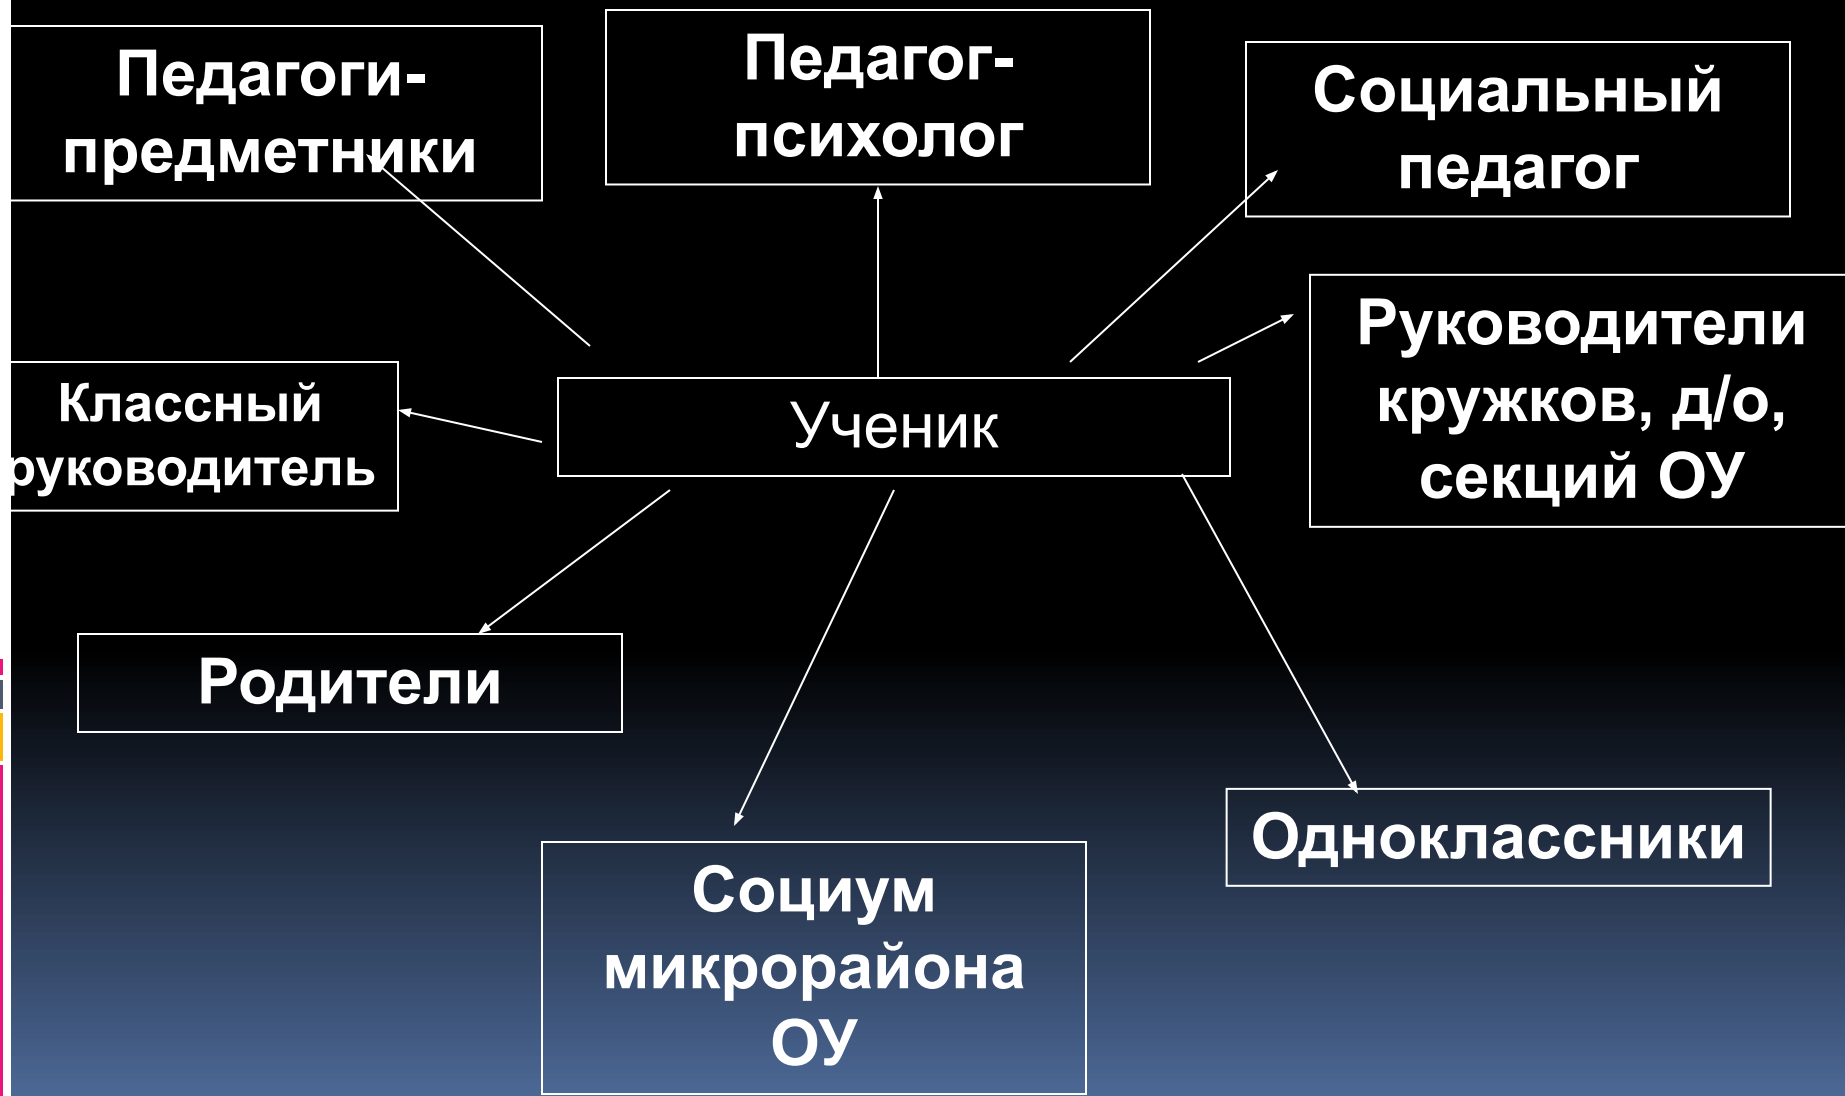 Педагоги-
предметники
Педагог-
психолог
Социальный
педагог
Руководители
кружков, д/о,
секций ОУ
Классный
руководитель
Ученик
Родители
Одноклассники
Социум
микрорайона
ОУ